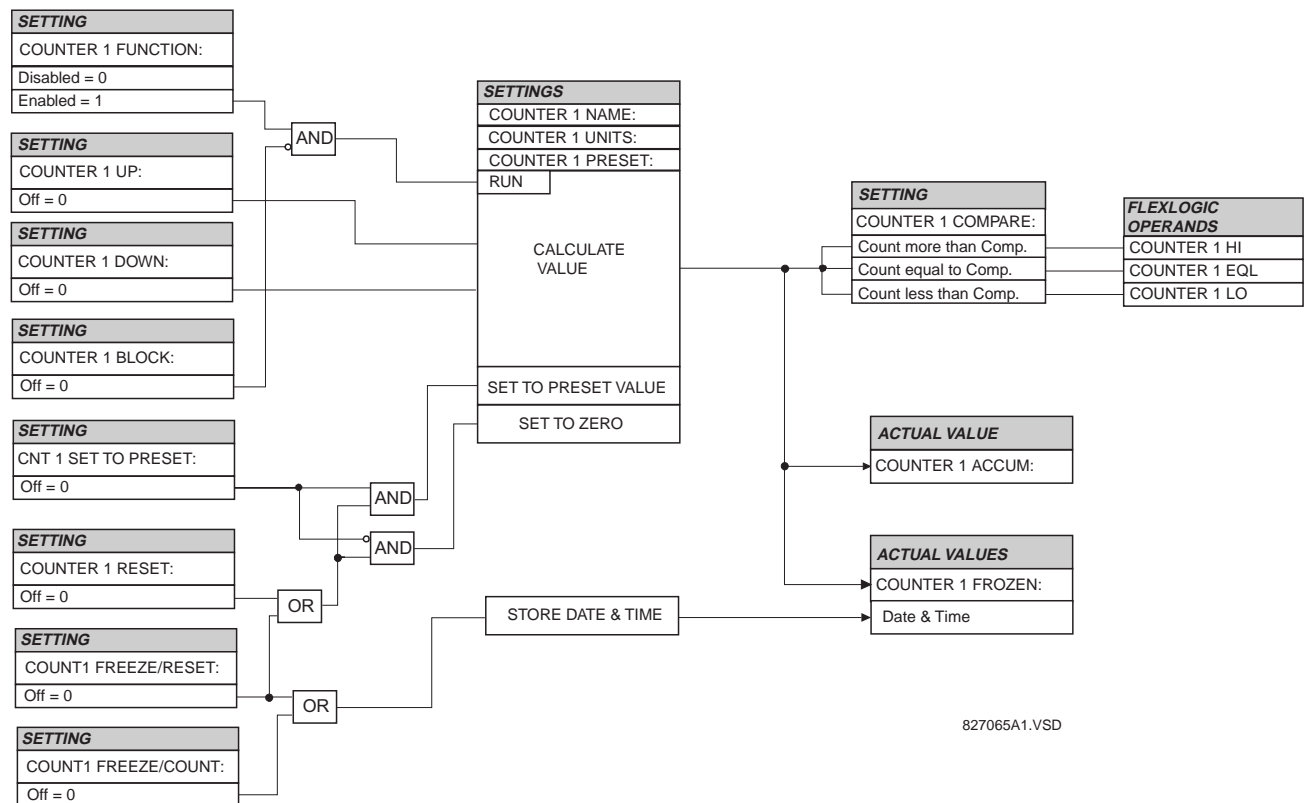 SETTING
COUNTER 1 FUNCTION:
Disabled = 0
Enabled = 1
SETTING
COUNTER 1 UP:
Off = 0
SETTING
COUNTER 1 DOWN:
Off = 0
SETTING
COUNTER 1 BLOCK:
Off = 0
SETTING
CNT 1 SET TO PRESET:
Off = 0
SETTING
COUNTER 1 RESET:
Off = 0
SETTING
COUNT1 FREEZE/RESET:
Off = 0
SETTING
COUNT1 FREEZE/COUNT:
Off = 0
AND
AND
AND
OR
OR
SETTINGS
COUNTER 1 NAME:
COUNTER 1 UNITS:
COUNTER 1 PRESET:
RUN
CALCULATE
VALUE
SET TO PRESET VALUE
SET TO ZERO
STORE DATE & TIME
SETTING
COUNTER 1 COMPARE:
Count more than Comp.
Count equal to Comp.
Count less than Comp.
FLEXLOGIC
OPERANDS
COUNTER 1 HI
COUNTER 1 EQL
COUNTER 1 LO
ACTUAL VALUE
COUNTER 1 ACCUM:
ACTUAL VALUES
COUNTER 1 FROZEN:
Date & Time
827065A1.VSD